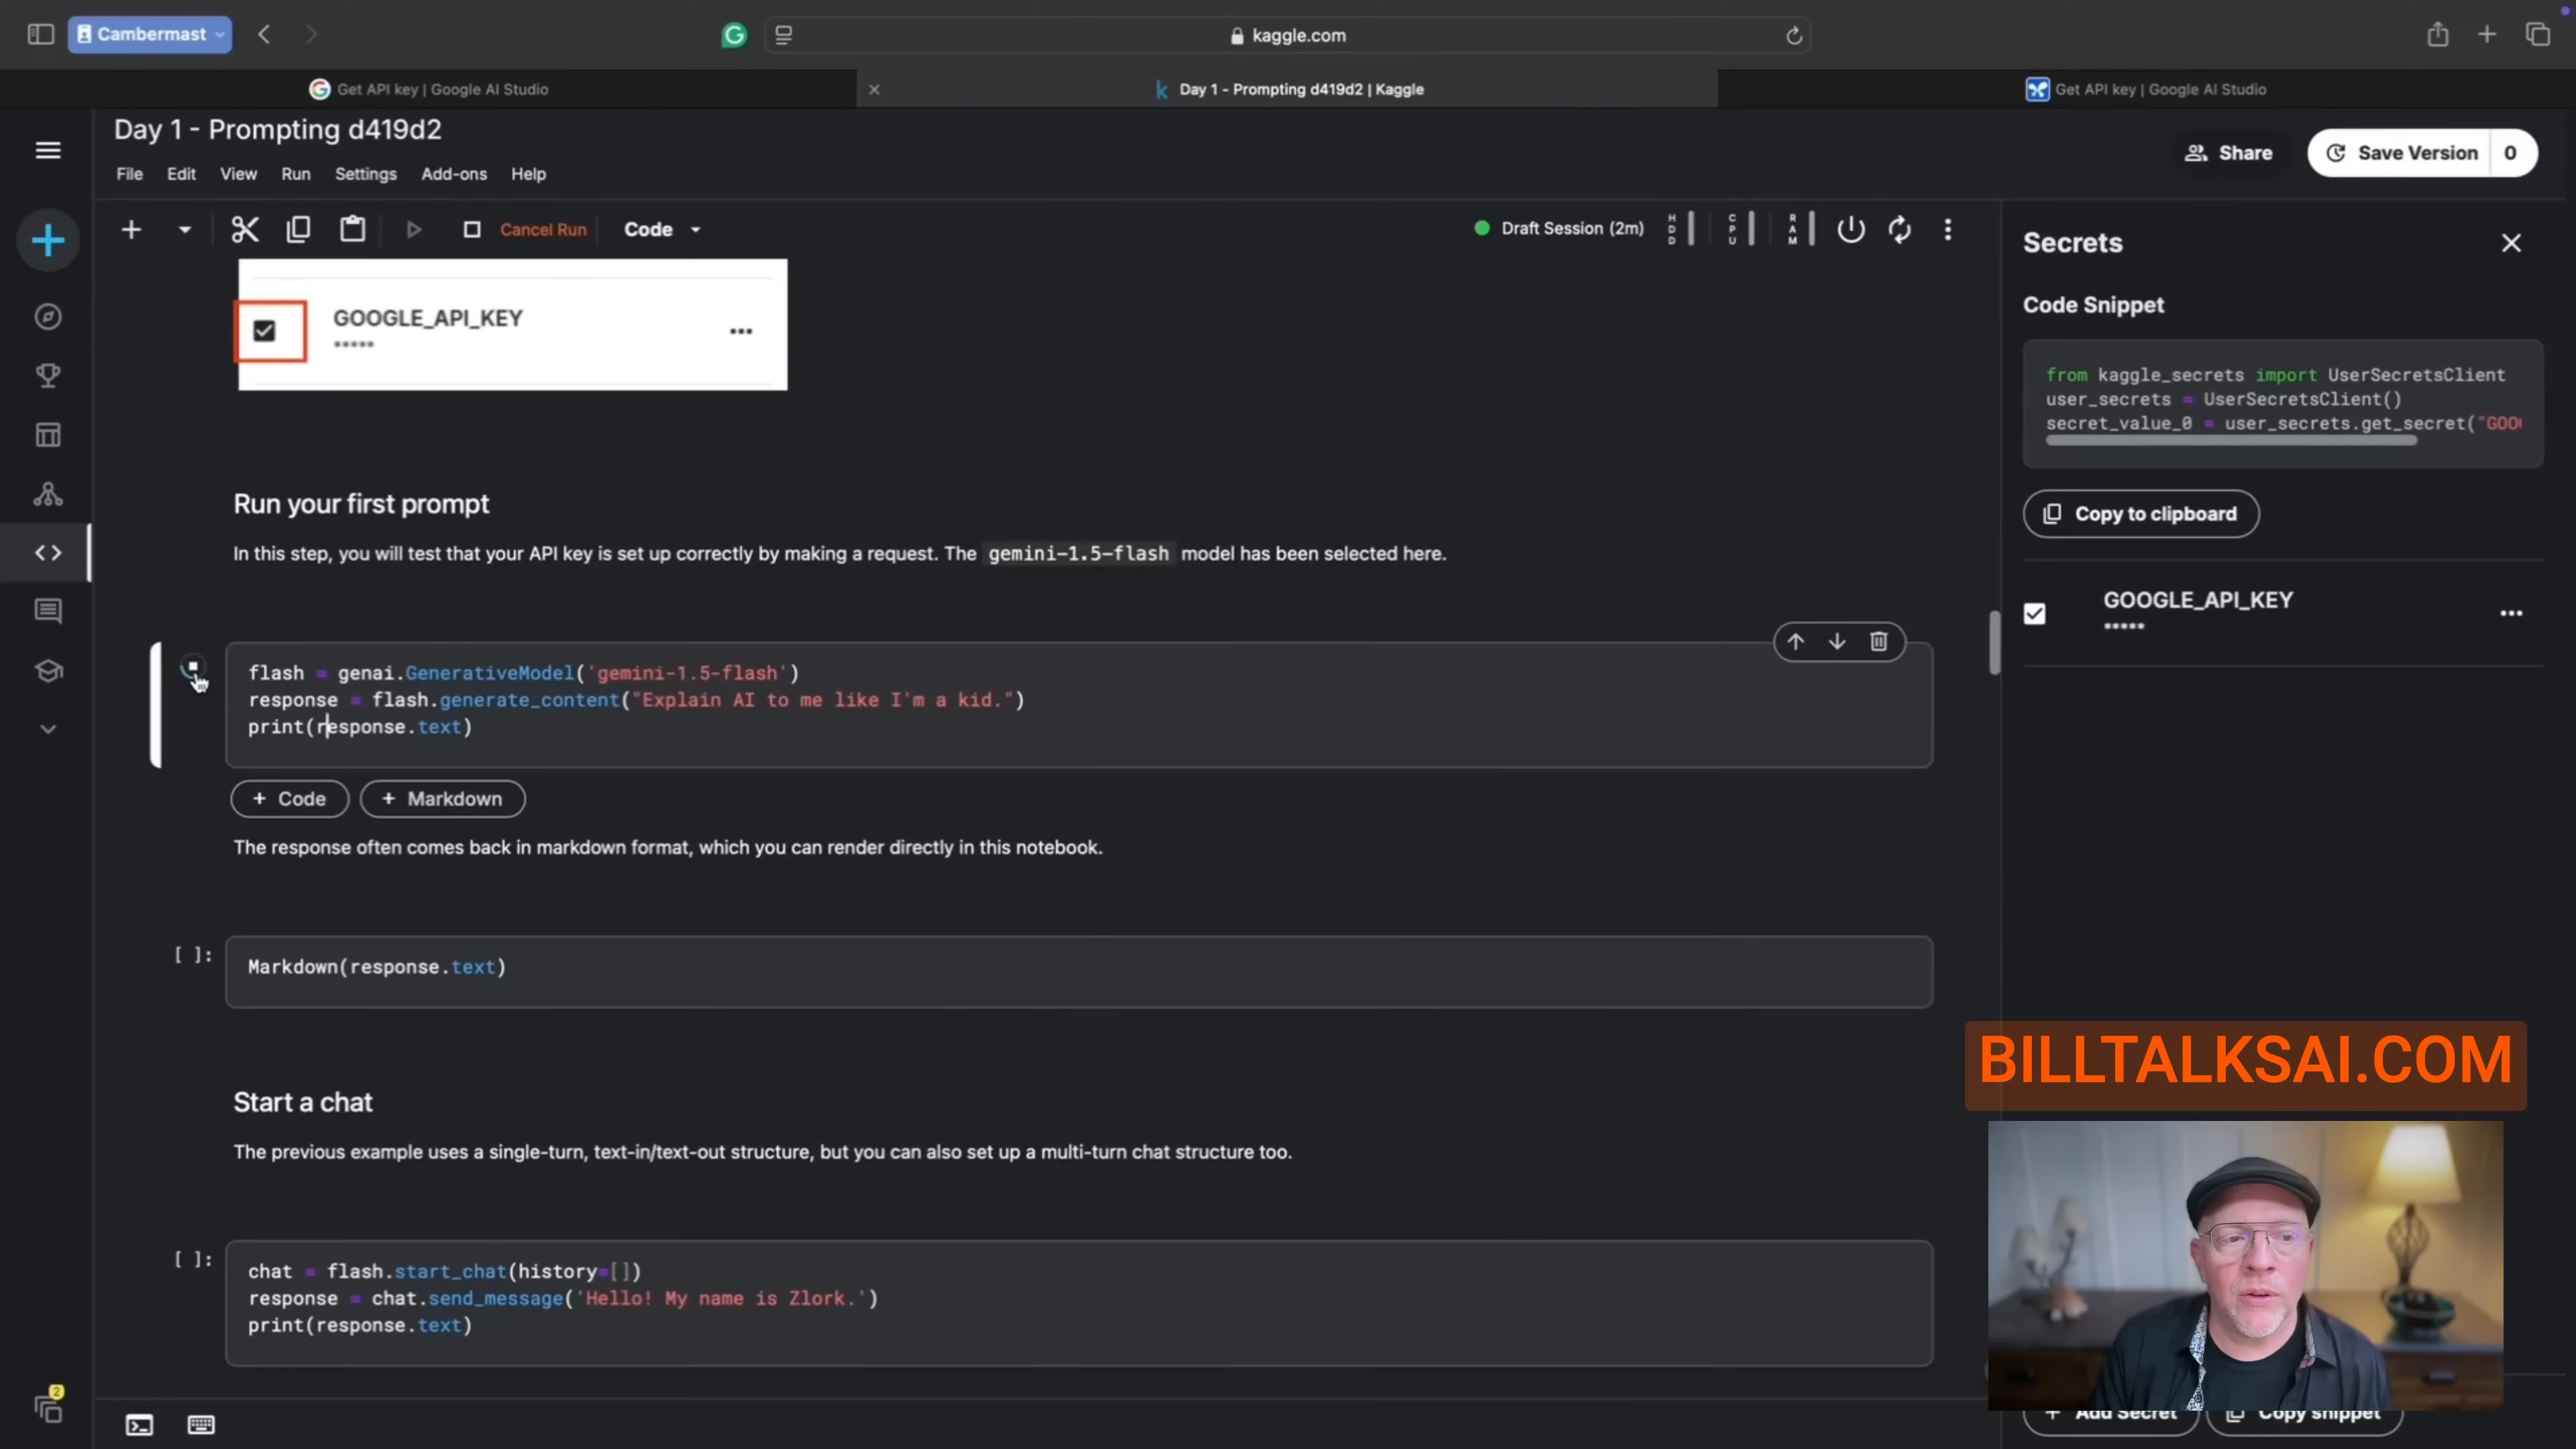 Cambermast
kaggle.com
Get API key | Google AI Studio
Day 1 - Prompting d419d2 | Kaggle
Get API key | Google AI Studio
Day 1 - Prompting d419d2
File Edit View Run Settings Add-ons Help
Share
Save Version 0
Cancel Run
Code
Draft Session (2m)
HDD
CPU
RAM
GOOGLE_API_KEY
*****
Run your first prompt
In this step, you will test that your API key is set up correctly by making a request. The gemini-1.5-flash model has been selected here.
flash = genai.GenerativeModel('gemini-1.5-flash')
response = flash.generate_content("Explain AI to me like I'm a kid.")
print(response.text)
+ Code + Markdown
The response often comes back in markdown format, which you can render directly in this notebook.
[ ]:
Markdown(response.text)
Start a chat
The previous example uses a single-turn, text-in/text-out structure, but you can also set up a multi-turn chat structure too.
[ ]:
chat = flash.start_chat(history=[])
response = chat.send_message('Hello! My name is Zlork.')
print(response.text)
2
Secrets
Code Snippet
from kaggle_secrets import UserSecretsClient
user_secrets = UserSecretsClient()
secret_value_0 = user_secrets.get_secret("GOO
Copy to clipboard
GOOGLE_API_KEY
*****
BILLTALKSAI.COM
+ Add Secret
Copy snippet